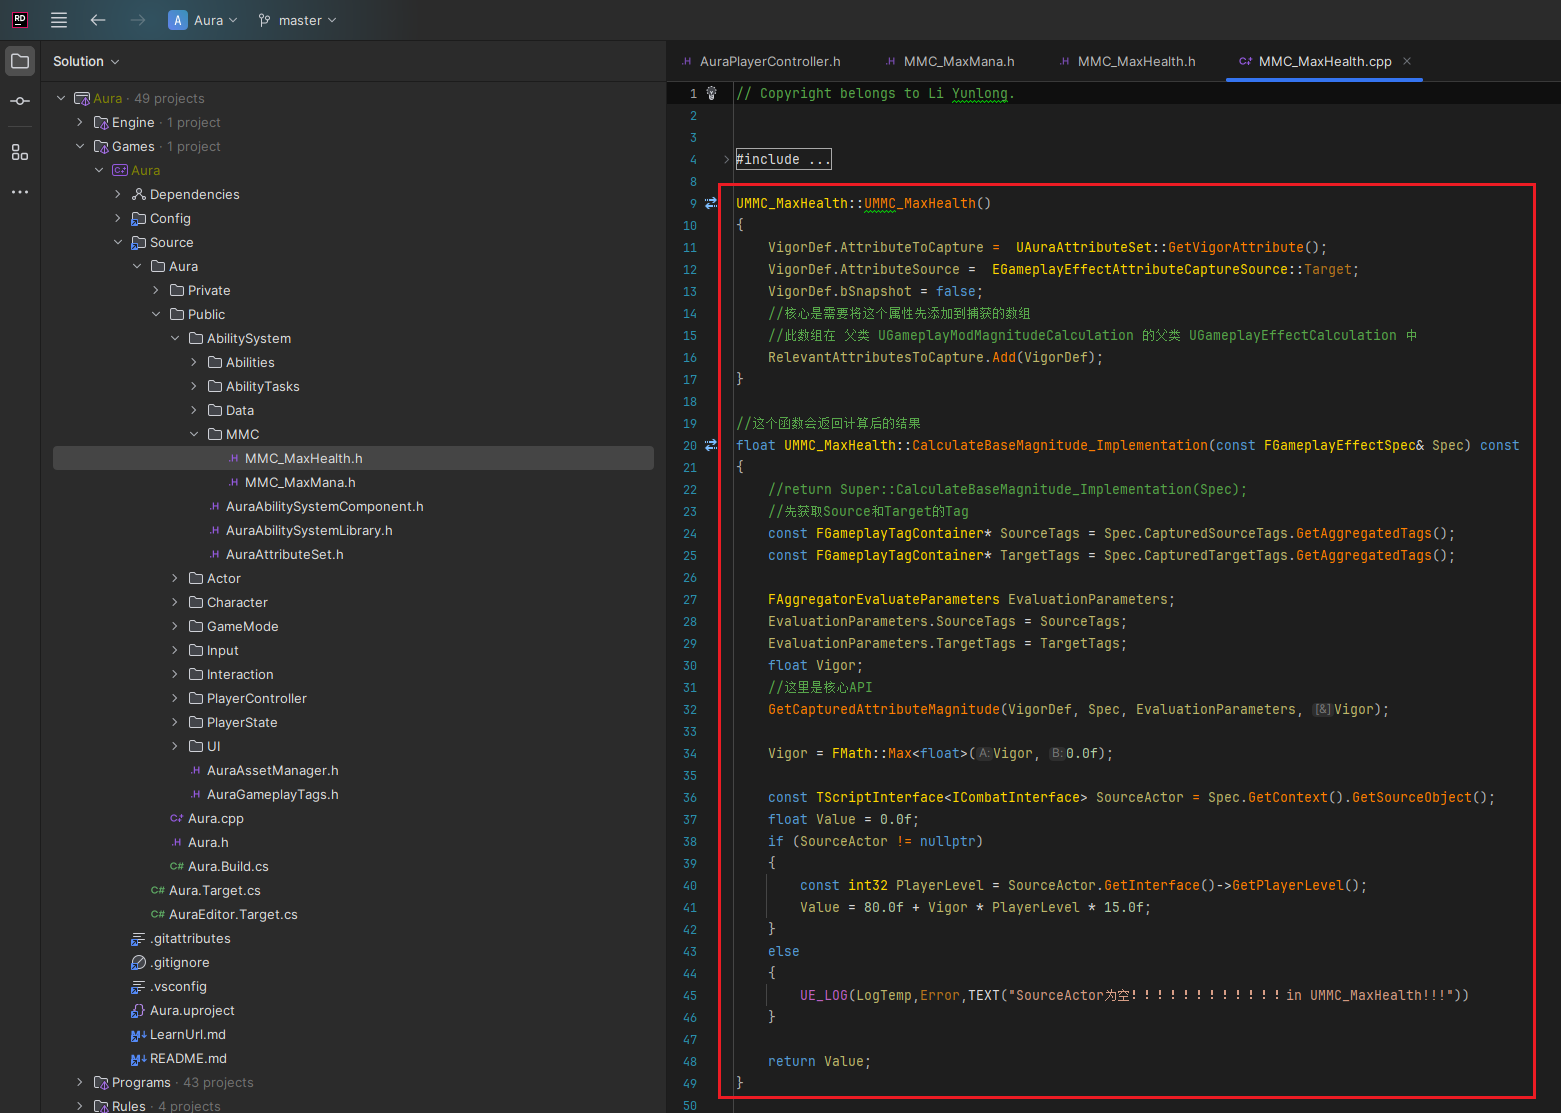 RD
A
Aura
master
Solution
Aura · 49 projects
Engine · 1 project
Games · 1 project
Aura
Dependencies
Config
Source
Aura
Private
Public
AbilitySystem
Abilities
AbilityTasks
Data
MMC
.H MMC_MaxHealth.h
.H MMC_MaxMana.h
.H AuraAbilitySystemComponent.h
.H AuraAbilitySystemLibrary.h
.H AuraAttributeSet.h
Actor
Character
GameMode
Input
Interaction
PlayerController
PlayerState
UI
.H AuraAssetManager.h
.H AuraGameplayTags.h
C+ Aura.cpp
.H Aura.h
C# Aura.Build.cs
C# Aura.Target.cs
C# AuraEditor.Target.cs
.gitattributes
.gitignore
.vsconfig
Aura.uproject
M↓ LearnUrl.md
M↓ README.md
Programs · 43 projects
Rules · 4 projects
.H AuraPlayerController.h
.H MMC_MaxMana.h
.H MMC_MaxHealth.h
C+ MMC_MaxHealth.cpp ×
1 // Copyright belongs to Li Yunlong.
2
3
4 #include ...
8
9 UMMC_MaxHealth::UMMC_MaxHealth()
10 {
11 VigorDef.AttributeToCapture =  UAuraAttributeSet::GetVigorAttribute();
12 VigorDef.AttributeSource =  EGameplayEffectAttributeCaptureSource::Target;
13 VigorDef.bSnapshot = false;
14 //核心是需要将这个属性先添加到捕获的数组
15 //此数组在 父类 UGameplayModMagnitudeCalculation 的父类 UGameplayEffectCalculation 中
16 RelevantAttributesToCapture.Add(VigorDef);
17 }
18
19 //这个函数会返回计算后的结果
20 float UMMC_MaxHealth::CalculateBaseMagnitude_Implementation(const FGameplayEffectSpec& Spec) const
21 {
22 //return Super::CalculateBaseMagnitude_Implementation(Spec);
23 //先获取Source和Target的Tag
24 const FGameplayTagContainer* SourceTags = Spec.CapturedSourceTags.GetAggregatedTags();
25 const FGameplayTagContainer* TargetTags = Spec.CapturedTargetTags.GetAggregatedTags();
26
27 FAggregatorEvaluateParameters EvaluationParameters;
28 EvaluationParameters.SourceTags = SourceTags;
29 EvaluationParameters.TargetTags = TargetTags;
30 float Vigor;
31 //这里是核心API
32 GetCapturedAttributeMagnitude(VigorDef, Spec, EvaluationParameters, [&]Vigor);
33
34 Vigor = FMath::Max<float>(A:Vigor, B:0.0f);
35
36 const TScriptInterface<ICombatInterface> SourceActor = Spec.GetContext().GetSourceObject();
37 float Value = 0.0f;
38 if (SourceActor != nullptr)
39 {
40 const int32 PlayerLevel = SourceActor.GetInterface()->GetPlayerLevel();
41 Value = 80.0f + Vigor * PlayerLevel * 15.0f;
42 }
43 else
44 {
45 UE_LOG(LogTemp,Error,TEXT("SourceActor为空！！！！！！！！！！！！in UMMC_MaxHealth!!!"))
46 }
47
48 return Value;
49 }
50